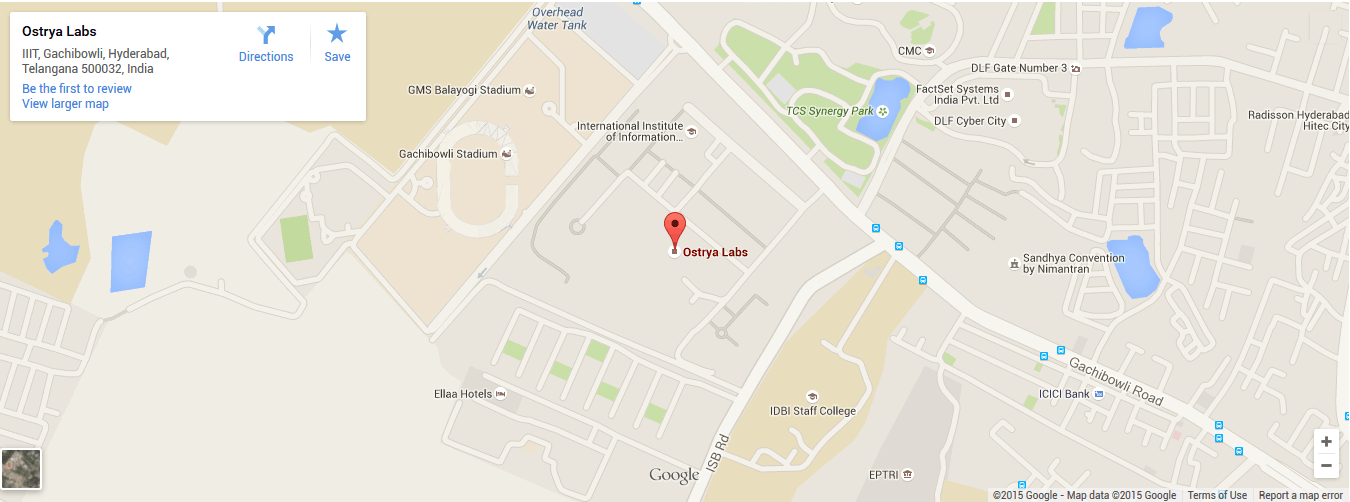 Ostrya Labs
IIIT, Gachibowli, Hyderabad,
Telangana 500032, India
Be the first to review
View larger map
Directions
Save
Overhead
Water Tank
GMS Balayogi Stadium
Gachibowli Stadium
International Institute
of Information...
CMC
DLF Gate Number 3
FactSet Systems
India Pvt. Ltd
TCS Synergy Park
DLF Cyber City
Radisson Hyderabad
Hitec City
Ostrya Labs
Sandhya Convention
by Nimantran
Gachibowli Road
Ellaa Hotels
ICICI Bank
IDBI Staff College
ISB Rd
EPTRI
Google
+
−
©2015 Google - Map data ©2015 Google
Terms of Use
Report a map error